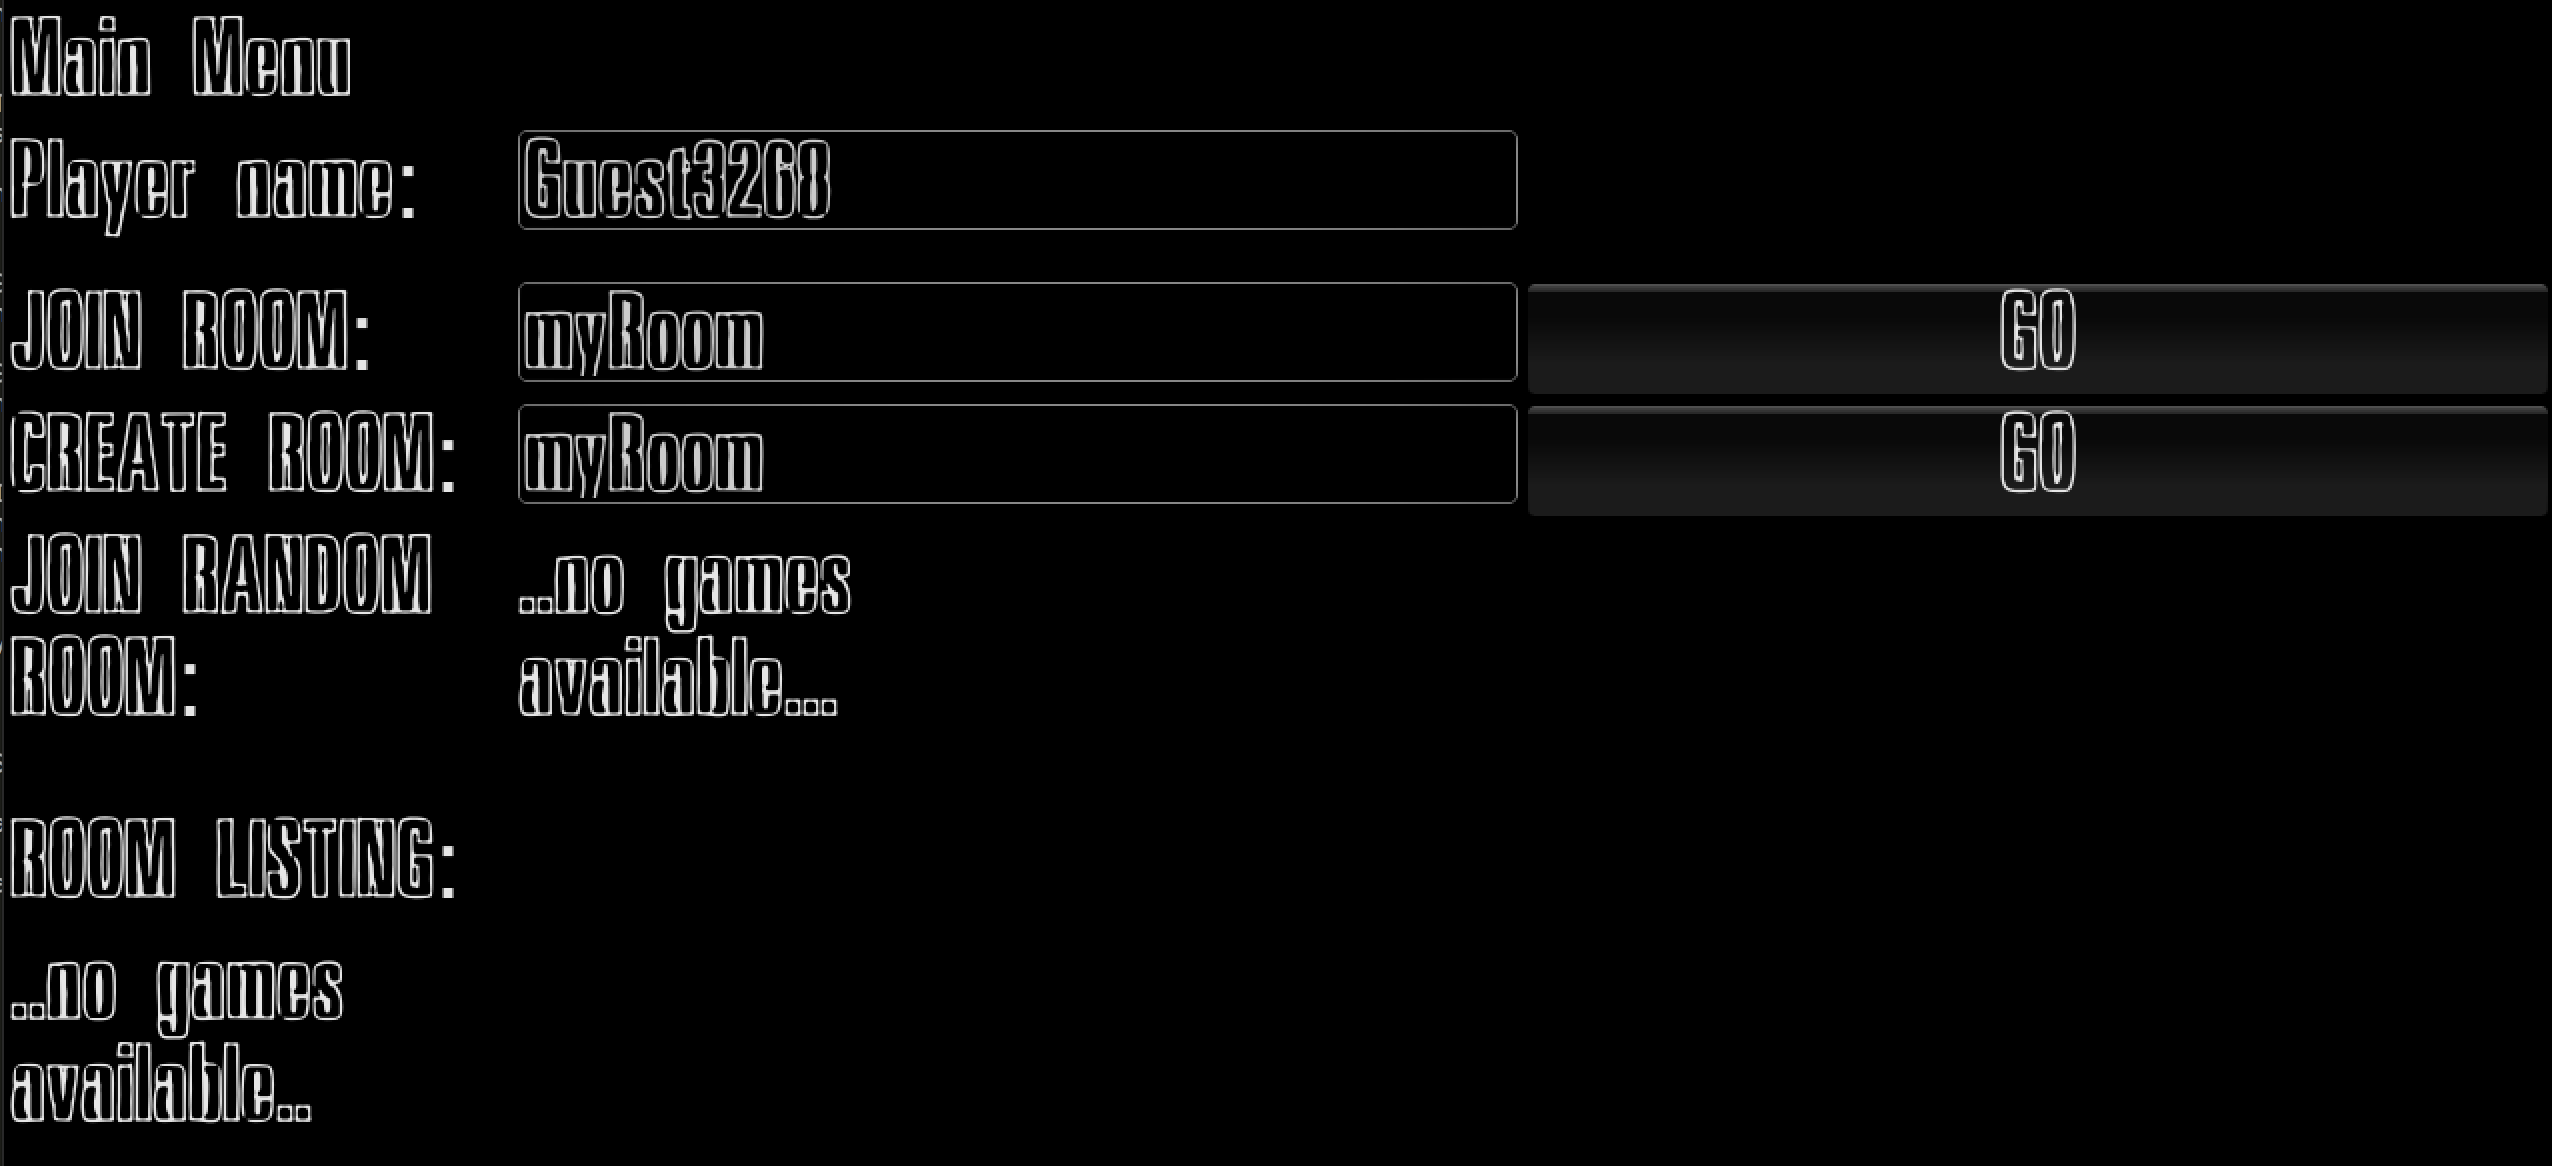 Main Menu
Player name: Guest3268
JOIN ROOM: myRoom GO
CREATE ROOM: myRoom GO
JOIN RANDOM
ROOM:
..no games
available...
ROOM LISTING:
..no games
available..